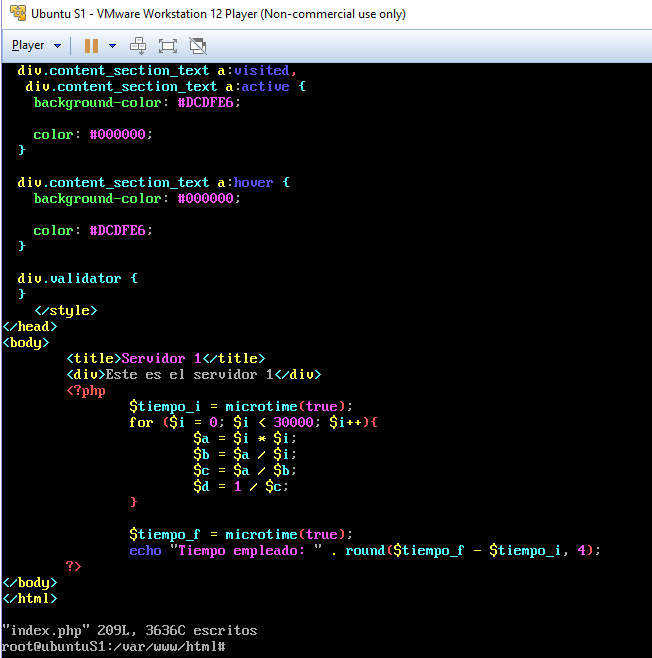 Ubuntu S1 - VMware Workstation 12 Player (Non-commercial use only)
Player
div.content_section_text a:visited,
div.content_section_text a:active {
background-color: #DCDFE6;
color: #000000;
}
div.content_section_text a:hover {
background-color: #000000;
color: #DCDFE6;
}
div.validator {
}
</style>
</head>
<body>
<title>Servidor 1</title>
<div>Este es el servidor 1</div>
<?php
$tiempo_i = microtime(true);
for ($i = 0; $i < 30000; $i++){
$a = $i * $i;
$b = $a / $i;
$c = $a / $b;
$d = 1 / $c;
}
$tiempo_f = microtime(true);
echo "Tiempo empleado: " . round($tiempo_f - $tiempo_i, 4);
?>
</body>
</html>
"index.php" 209L, 3636C escritos
root@ubuntuS1:/var/www/html#